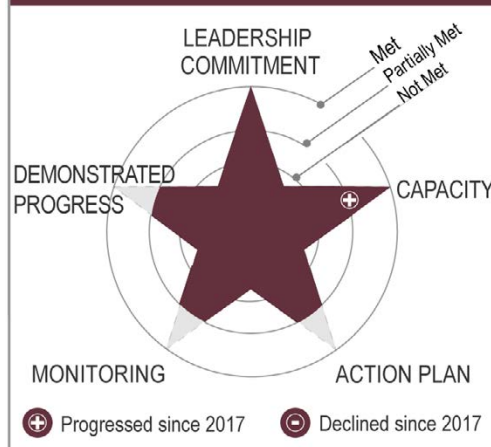 LEADERSHIP
COMMITMENT
Met
Partially Met
Not Met
DEMONSTRATED
PROGRESS
CAPACITY
MONITORING
ACTION PLAN
Progressed since 2017
Declined since 2017